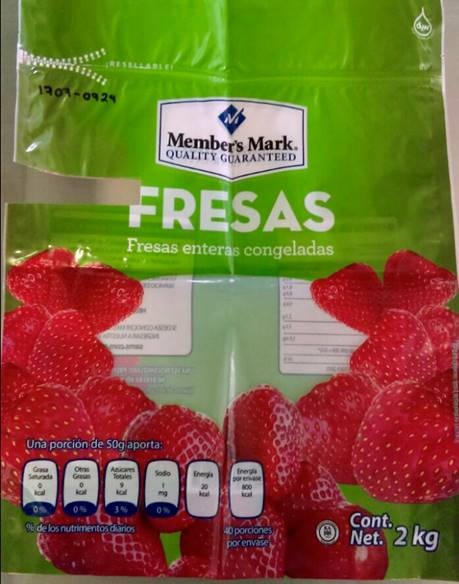 ¡RESELLABLE!
1703-0929
Member's Mark®
QUALITY GUARANTEED
FRESAS
Fresas enteras congeladas
Una porción de 50g aporta:
Grasa Saturada 0 kcal 0 %
Otras Grasas 0 kcal 0 %
Azúcares Totales 9 kcal 3 %
Sodio 1 mg 0 %
Energía 20 kcal
Energía por envase 800 kcal
% de los nutrimentos diarios
40 porciones por envase
Cont. Net. 2 kg